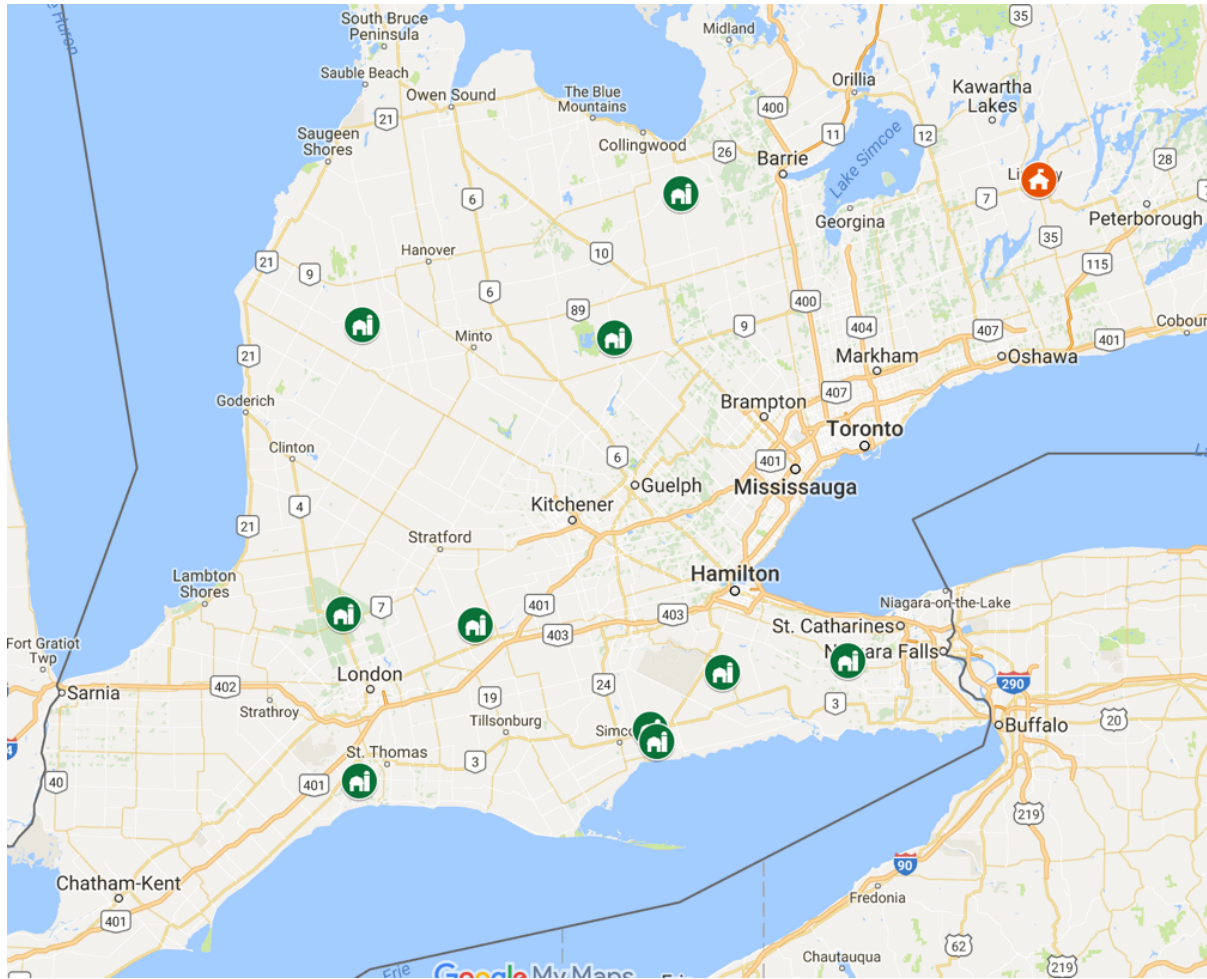 South Bruce
Peninsula
Midland
35
Sauble Beach
Orillia
Kawartha
Lakes
Owen Sound
The Blue
Mountains
400
21
Collingwood
11
12
Saugeen
Shores
26
Barrie
Lake Simcoe
28
7
Peterborough
6
Georgina
35
Hanover
10
21
9
115
6
400
89
9
404
407
Cobour
401
Minto
21
Markham
Oshawa
407
Goderich
Brampton
Toronto
Clinton
6
401
Guelph
Mississauga
4
Kitchener
21
Stratford
Hamilton
Lambton
Shores
7
401
403
403
Niagara-on-the-Lake
St. Catharines
Fort Gratiot
Twp
London
24
290
Sarnia
402
19
3
Strathroy
Tillsonburg
Buffalo
20
St. Thomas
3
40
401
219
90
Chatham-Kent
Fredonia
401
62
219
Chautauqua
Erie
Google My Maps